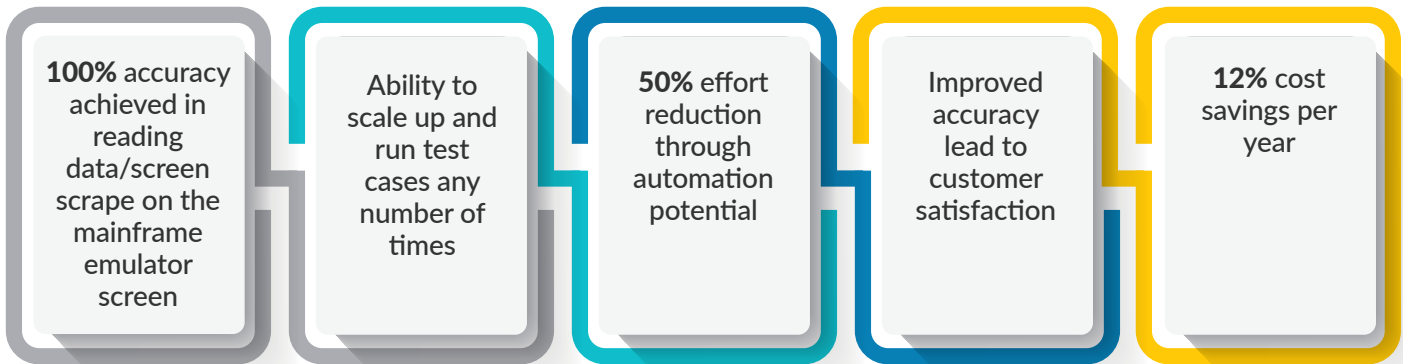 100% accuracy
achieved in
reading
data/screen
scrape on the
mainframe
emulator
screen
Ability to
scale up and
run test
cases any
number of
times
50% effort
reduction
through
automation
potential
Improved
accuracy
lead to
customer
satisfaction
12% cost
savings per
year